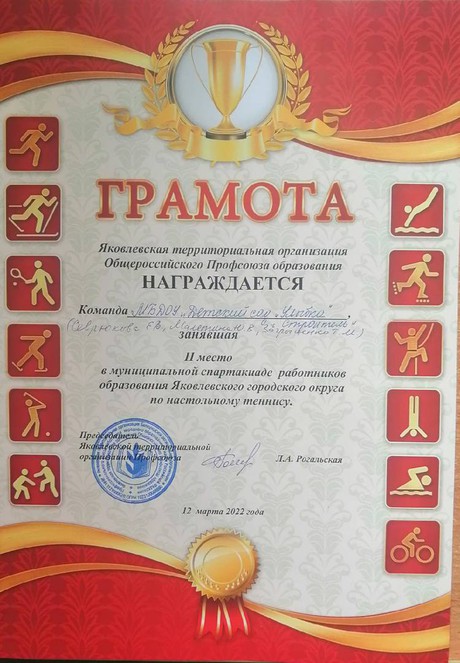 ГРАМОТА
Яковлевская территориальная организация
Общероссийского Профсоюза образования
НАГРАЖДАЕТСЯ
Команда МБДОУ „Детский сад
занявшая
II место
в муниципальной спартакиаде работников
образования Яковлевского городского округа
по настольному теннису.
Председатель
Яковлевской территориальной
организации Профсоюза Л.А. Рогальская
12 марта 2022 года